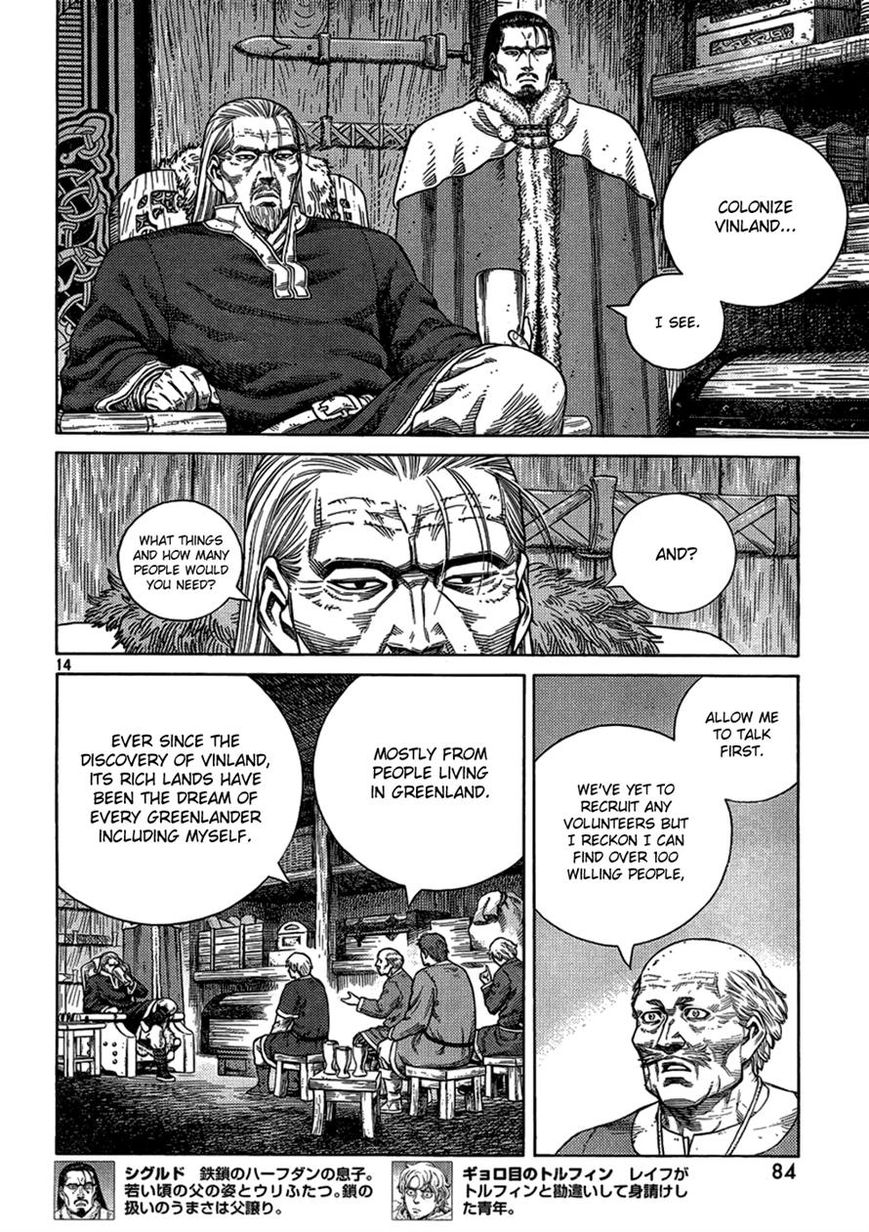 COLONIZE
VINLAND...
I SEE.
AND?
WHAT THINGS
AND HOW MANY
PEOPLE WOULD
YOU NEED?
14
ALLOW ME
TO TALK
FIRST.
WE'VE YET TO
RECRUIT ANY
VOLUNTEERS BUT
I RECKON I CAN
FIND OVER 100
WILLING PEOPLE,
MOSTLY FROM
PEOPLE LIVING
IN GREENLAND.
EVER SINCE THE
DISCOVERY OF VINLAND,
ITS RICH LANDS HAVE
BEEN THE DREAM OF
EVERY GREENLANDER
INCLUDING MYSELF.
84
シグルド 鉄鎖のハーフダンの息子。
若い頃の父の姿とウリふたつ。鎖の
扱いのうまさは父譲り。
ギョロ目のトルフィン レイフが
トルフィンと勘違いして身請けし
た青年。